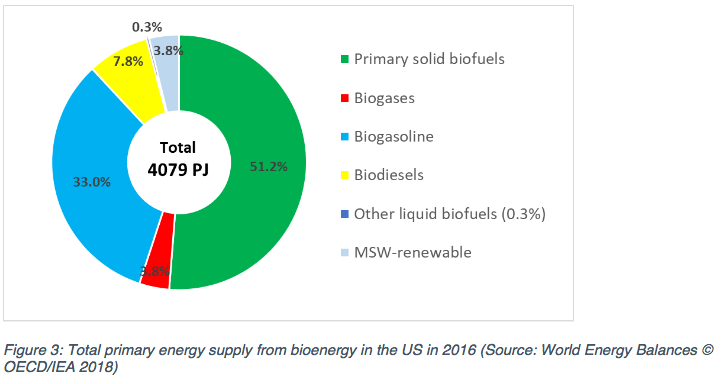 0.3%
3.8%
7.8%
Total
4079 PJ
51.2%
33.0%
3.8%
Primary solid biofuels
Biogases
Biogasoline
Biodiesels
Other liquid biofuels (0.3%)
MSW-renewable
Figure 3: Total primary energy supply from bioenergy in the US in 2016 (Source: World Energy Balances ©
OECD/IEA 2018)